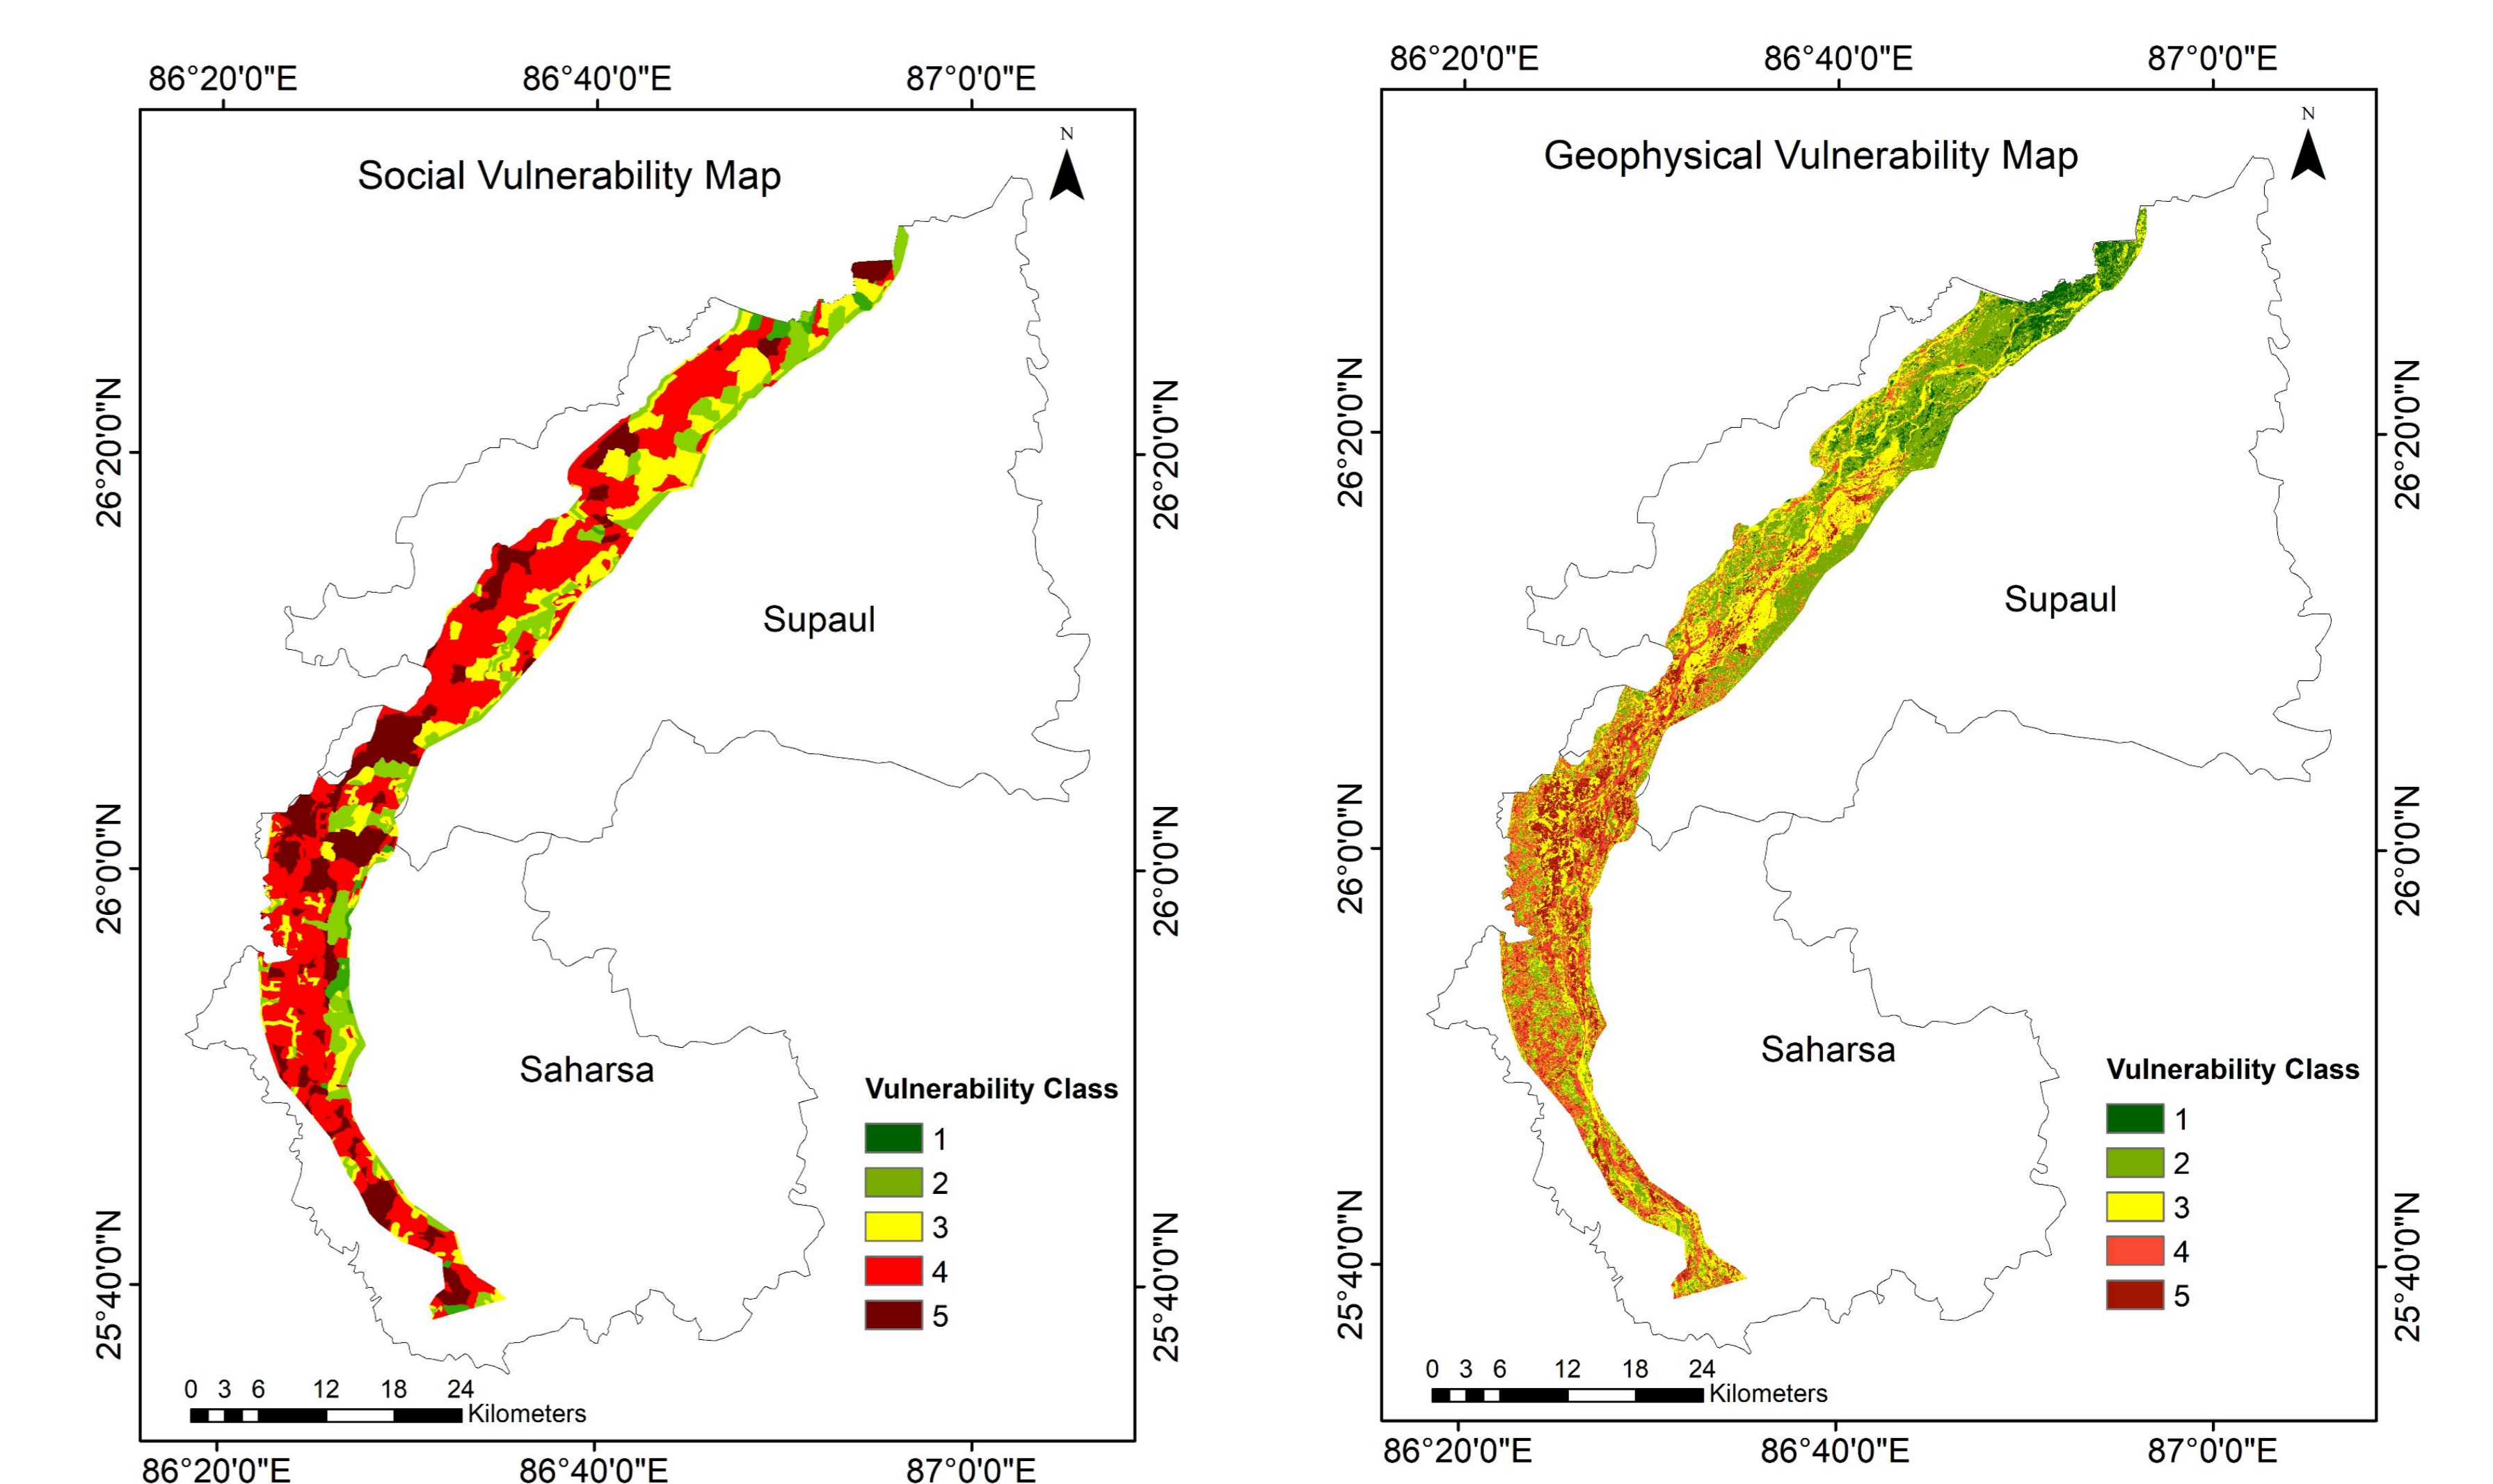 86°20'0"E 86°40'0"E 87°0'0"E
N
Social Vulnerability Map
26°20'0"N 26°20'0"N
Supaul
26°0'0"N 26°0'0"N
Saharsa
Vulnerability Class
1
2
3
4
5
25°40'0"N 25°40'0"N
0 3 6 12 18 24
Kilometers
86°20'0"E 86°40'0"E 87°0'0"E
86°20'0"E 86°40'0"E 87°0'0"E
N
Geophysical Vulnerability Map
26°20'0"N 26°20'0"N
Supaul
26°0'0"N 26°0'0"N
Saharsa
Vulnerability Class
1
2
3
4
5
25°40'0"N 25°40'0"N
0 3 6 12 18 24
Kilometers
86°20'0"E 86°40'0"E 87°0'0"E